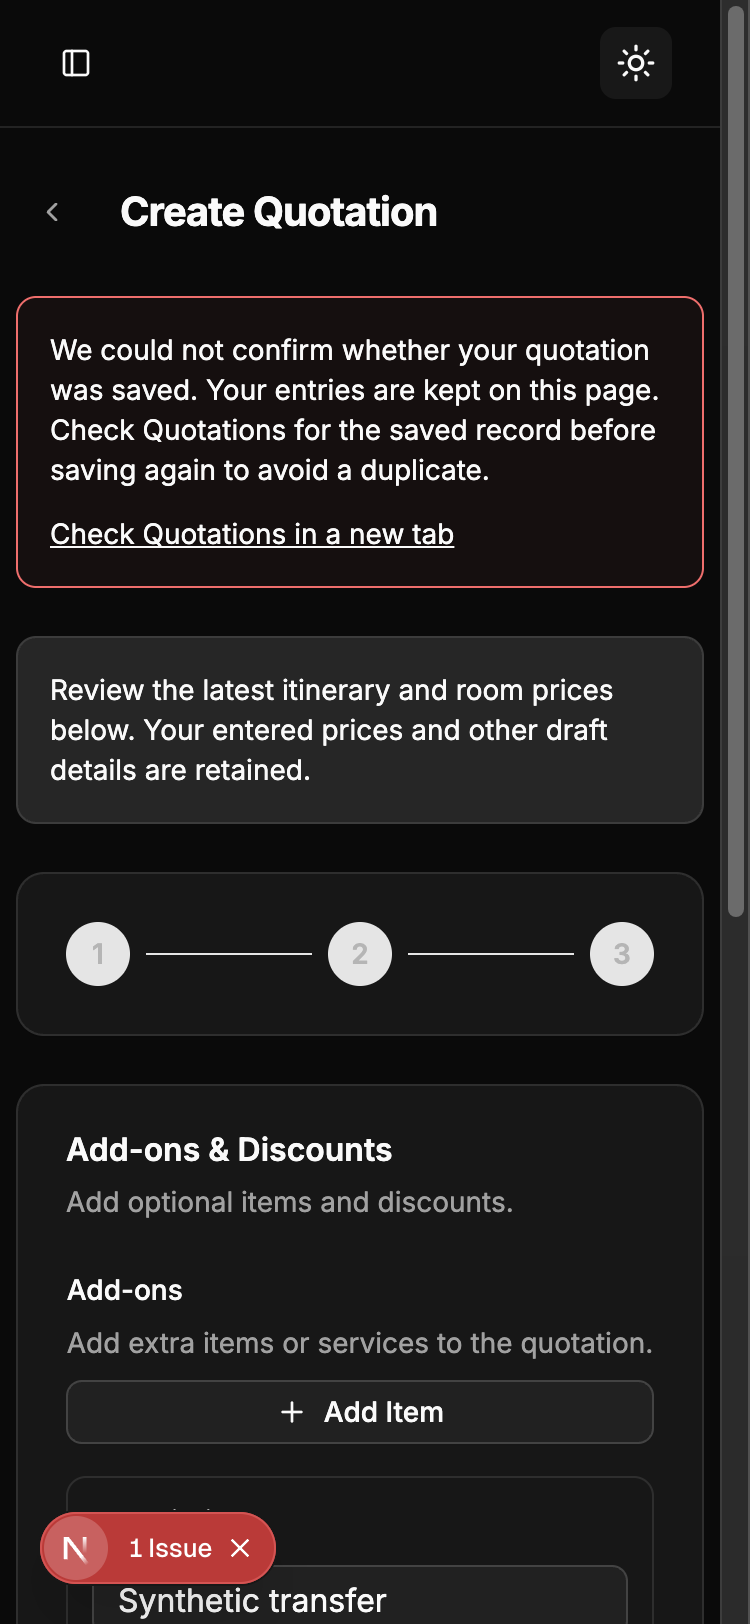 Create Quotation
We could not confirm whether your quotation
was saved. Your entries are kept on this page.
Check Quotations for the saved record before
saving again to avoid a duplicate.
Check Quotations in a new tab
Review the latest itinerary and room prices
below. Your entered prices and other draft
details are retained.
1 2 3
Add-ons & Discounts
Add optional items and discounts.
Add-ons
Add extra items or services to the quotation.
+ Add Item
N 1 Issue
Synthetic transfer